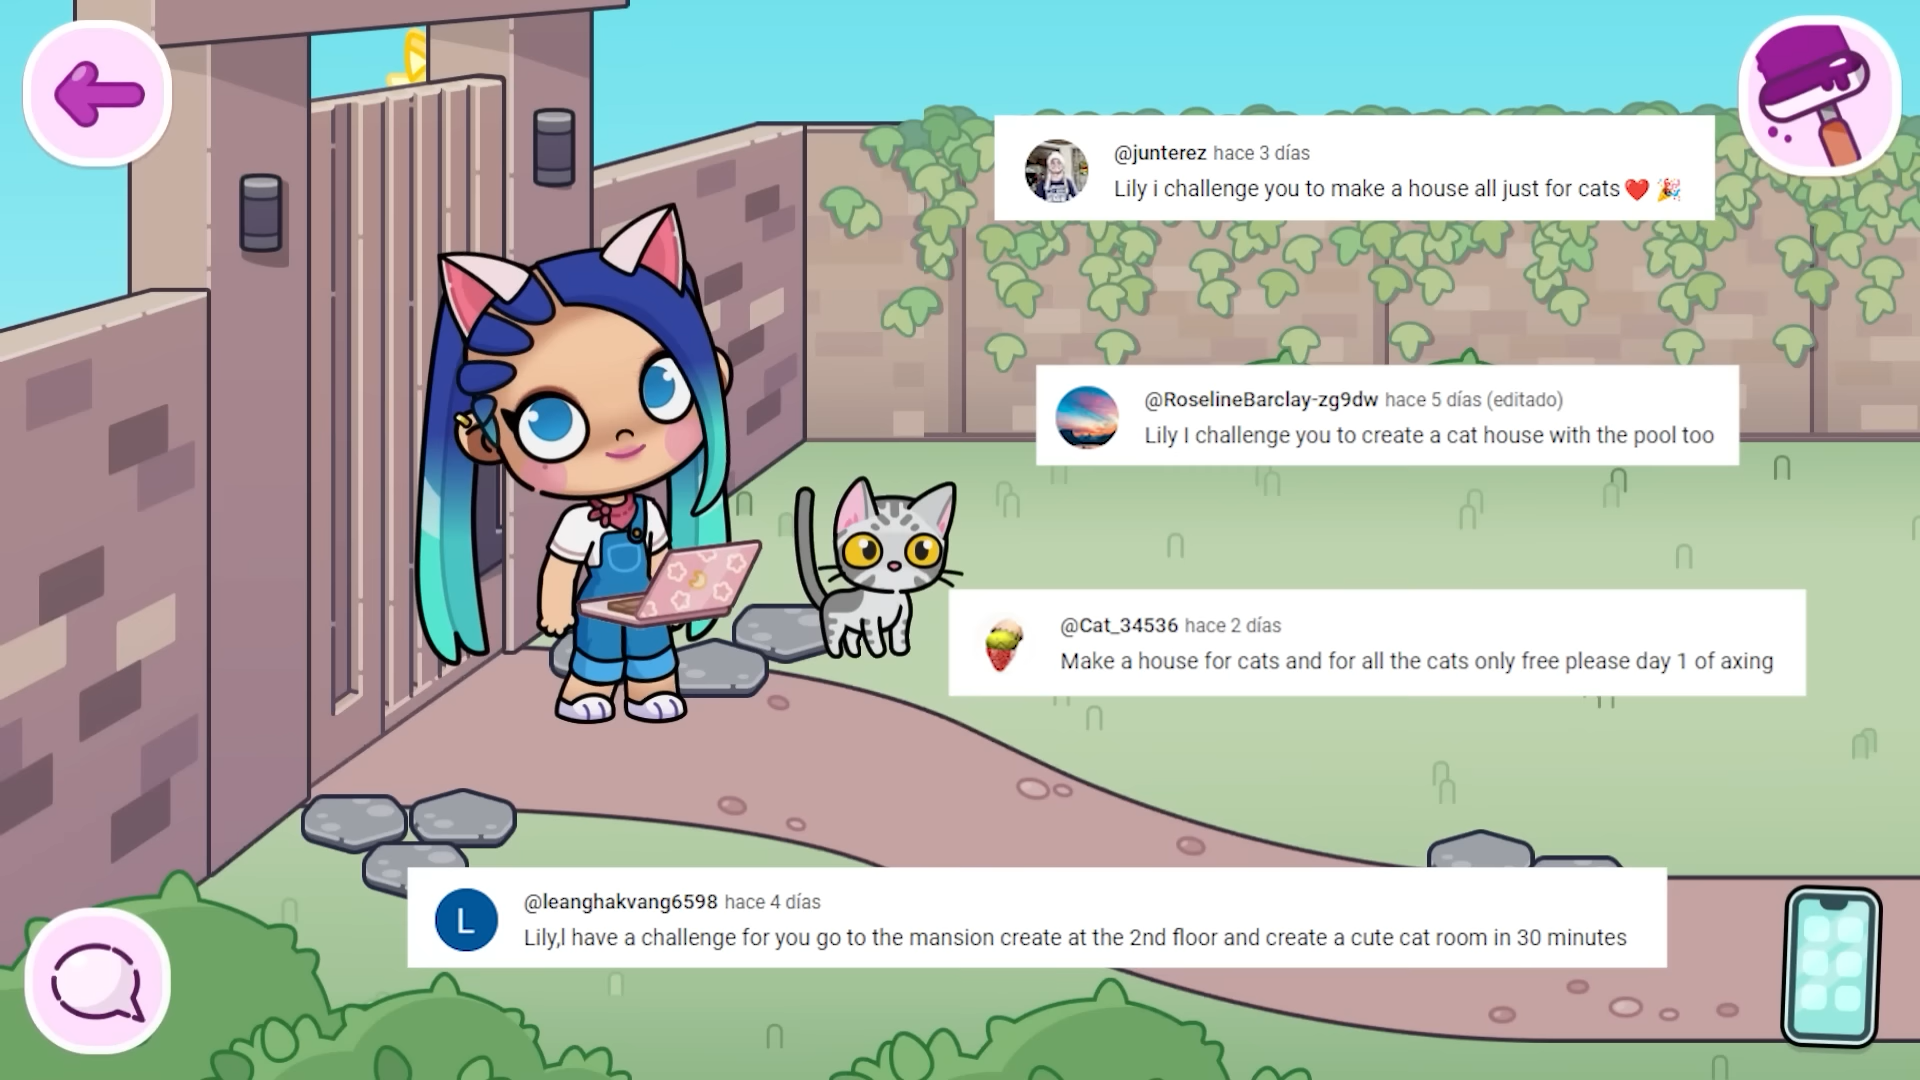 @junterez hace 3 días
Lily i challenge you to make a house all just for cats❤️ 🎉
@RoselineBarclay-zg9dw hace 5 días (editado)
Lily I challenge you to create a cat house with the pool too
@Cat_34536 hace 2 días
Make a house for cats and for all the cats only free please day 1 of axing
L
@leanghakvang6598 hace 4 días
Lily,l have a challenge for you go to the mansion create at the 2nd floor and create a cute cat room in 30 minutes